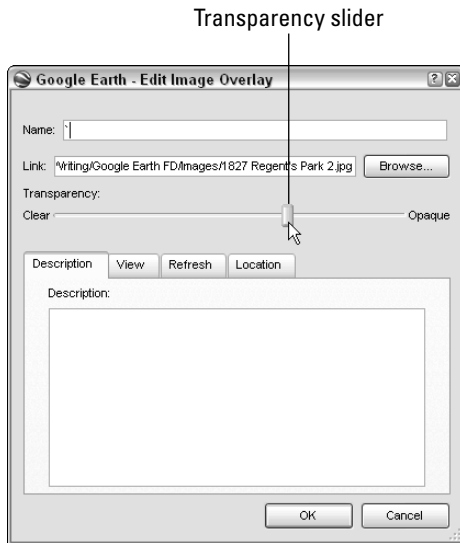 Transparency slider
Google Earth - Edit Image Overlay
Name: `
Link: Writing/Google Earth FD/Images/1827 Regent's Park 2.jpg Browse...
Transparency:
Clear Opaque
Description View Refresh Location
Description:
OK Cancel